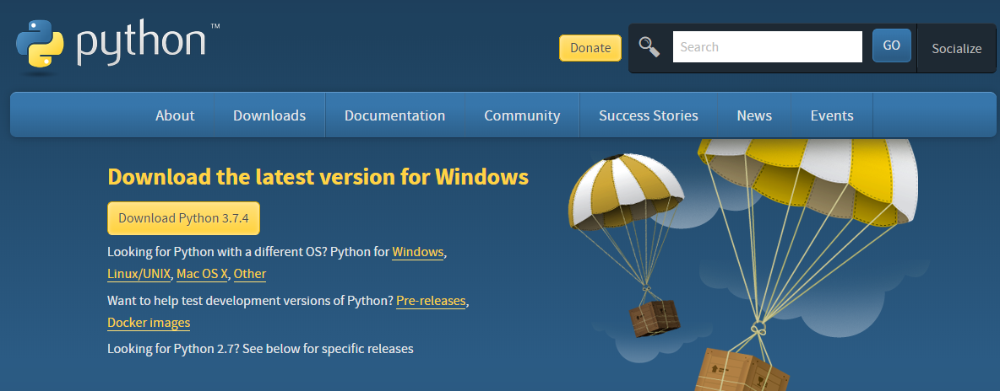 python™
Donate
Search
GO
Socialize
About Downloads Documentation Community Success Stories News Events
Download the latest version for Windows
Download Python 3.7.4
Looking for Python with a different OS? Python for Windows,
Linux/UNIX, Mac OS X, Other
Want to help test development versions of Python? Pre-releases,
Docker images
Looking for Python 2.7? See below for specific releases